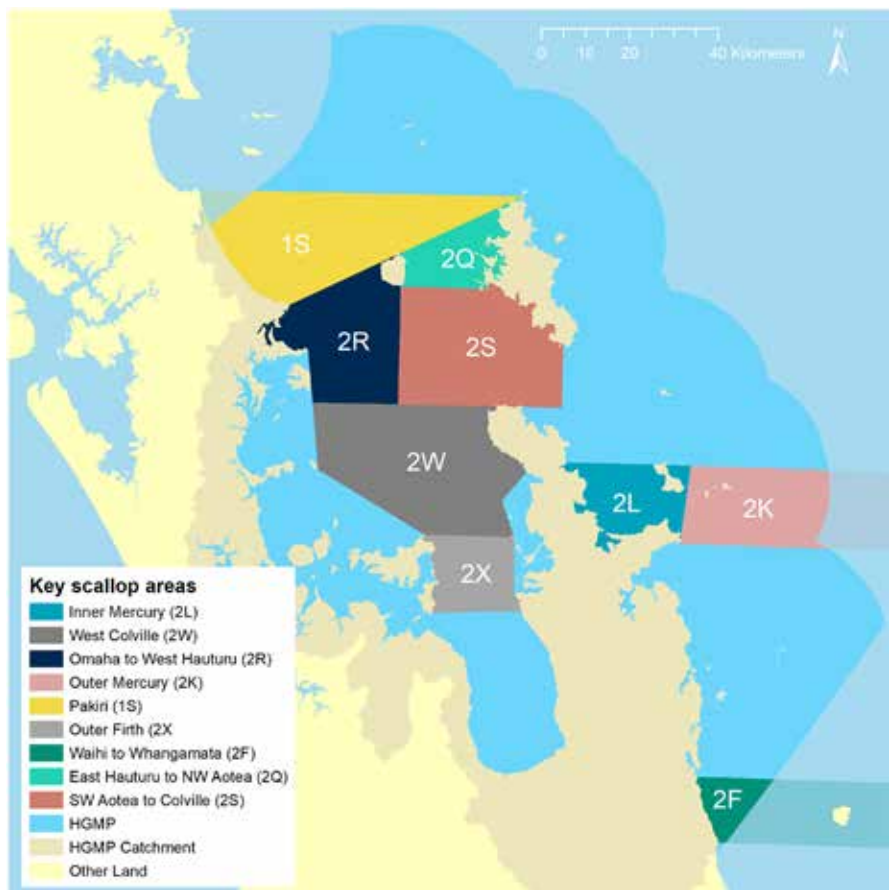 N
0 10 20 40 Kilometers
1S
2Q
2R
2S
2W
2L
2K
2X
2F
Key scallop areas
Inner Mercury (2L)
West Colville (2W)
Omaha to West Hauturu (2R)
Outer Mercury (2K)
Pakiri (1S)
Outer Firth (2X
Waihi to Whangamata (2F)
East Hauturu to NW Aotea (2Q)
SW Aotea to Colville (2S)
HGMP
HGMP Catchment
Other Land